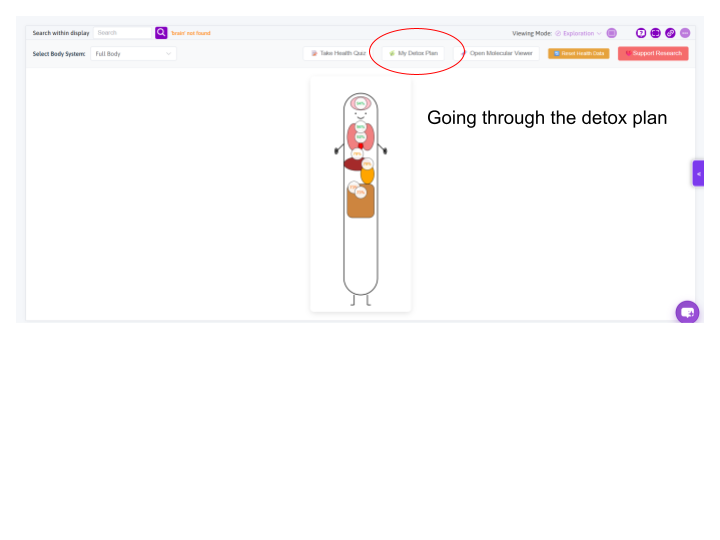 Search within display Search 'brain' not found Viewing Mode: Exploration
Select Body System: Full Body Take Health Quiz My Detox Plan Open Molecular Viewer Reset Health Data Support Research
Going through the detox plan